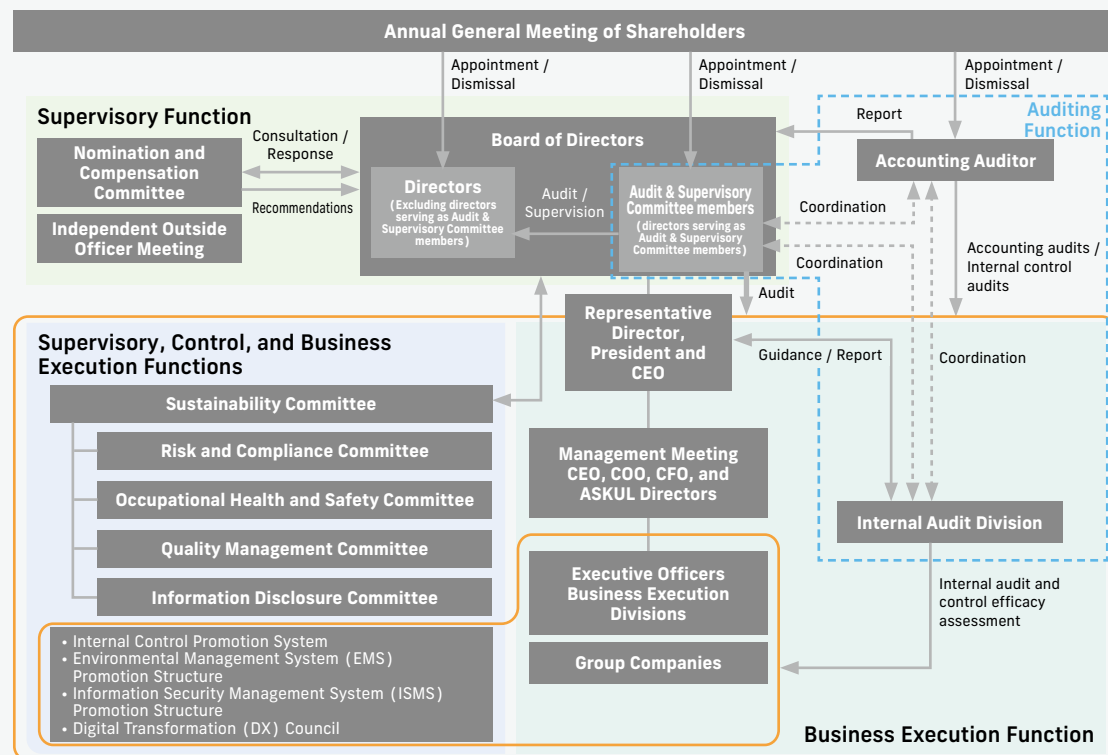 Annual General Meeting of Shareholders
Appointment /
Dismissal
Appointment /
Dismissal
Appointment /
Dismissal
Supervisory Function
Nomination and
Compensation
Committee
Independent Outside
Officer Meeting
Consultation /
Response
Recommendations
Board of Directors
Directors
(Excluding directors
serving as Audit &
Supervisory Committee
members)
Audit /
Supervision
Audit & Supervisory
Committee members
(directors serving as
Audit & Supervisory
Committee members)
Report
Auditing
Function
Accounting Auditor
Coordination
Coordination
Accounting audits /
Internal control
audits
Audit
Representative
Director,
President and
CEO
Guidance / Report
Coordination
Supervisory, Control, and Business
Execution Functions
Sustainability Committee
Risk and Compliance Committee
Occupational Health and Safety Committee
Quality Management Committee
Information Disclosure Committee
• Internal Control Promotion System
• Environmental Management System (EMS)
Promotion Structure
• Information Security Management System (ISMS)
Promotion Structure
• Digital Transformation (DX) Council
Management Meeting
CEO, COO, CFO, and
ASKUL Directors
Internal Audit Division
Executive Officers
Business Execution
Divisions
Group Companies
Internal audit and
control efficacy
assessment
Business Execution Function